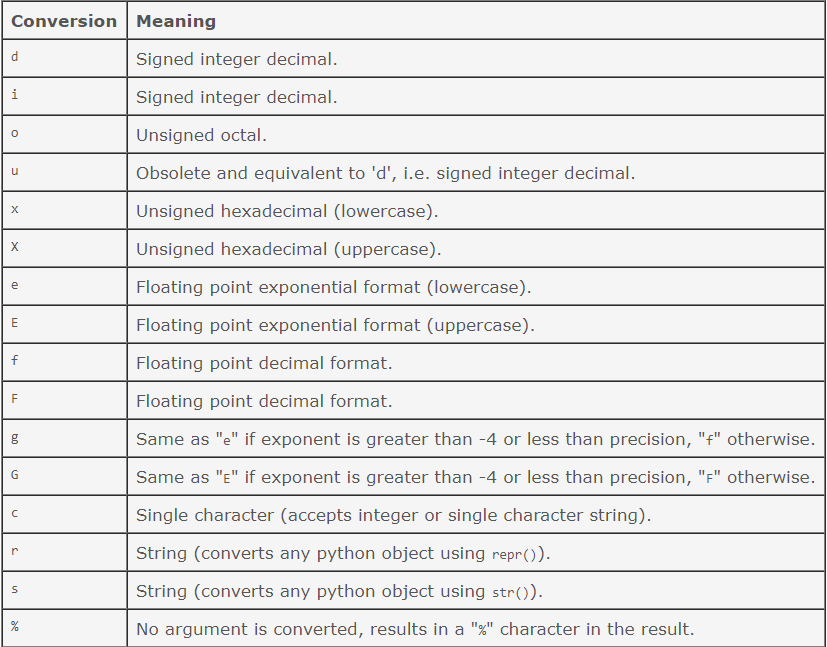 Conversion Meaning
d Signed integer decimal.
i Signed integer decimal.
o Unsigned octal.
u Obsolete and equivalent to 'd', i.e. signed integer decimal.
x Unsigned hexadecimal (lowercase).
X Unsigned hexadecimal (uppercase).
e Floating point exponential format (lowercase).
E Floating point exponential format (uppercase).
f Floating point decimal format.
F Floating point decimal format.
g Same as "e" if exponent is greater than -4 or less than precision, "f" otherwise.
G Same as "E" if exponent is greater than -4 or less than precision, "F" otherwise.
c Single character (accepts integer or single character string).
r String (converts any python object using repr()).
s String (converts any python object using str()).
% No argument is converted, results in a "%" character in the result.